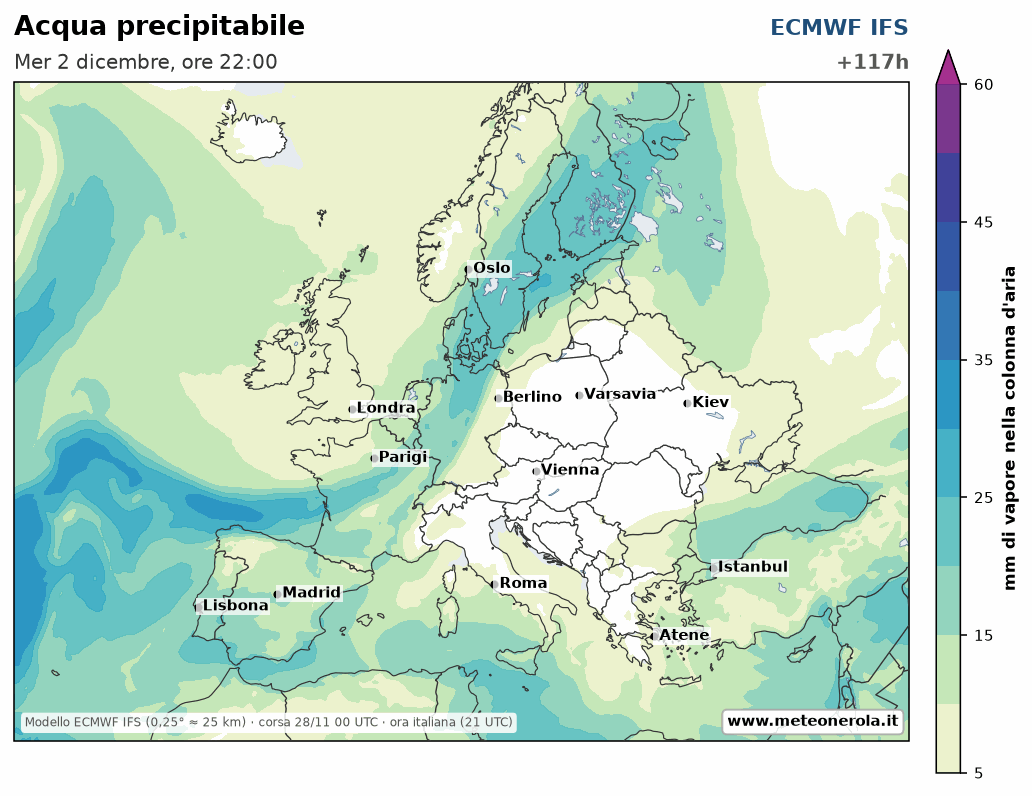 Acqua precipitabile
ECMWF IFS
Mer 2 dicembre, ore 22:00
+117h
60
45
35
25
15
5
mm di vapore nella colonna d'aria
Oslo
Berlino
Varsavia
Kiev
Londra
Parigi
Vienna
Istanbul
Roma
Madrid
Lisbona
Atene
Modello ECMWF IFS (0,25° ≈ 25 km) · corsa 28/11 00 UTC · ora italiana (21 UTC)
www.meteonerola.it